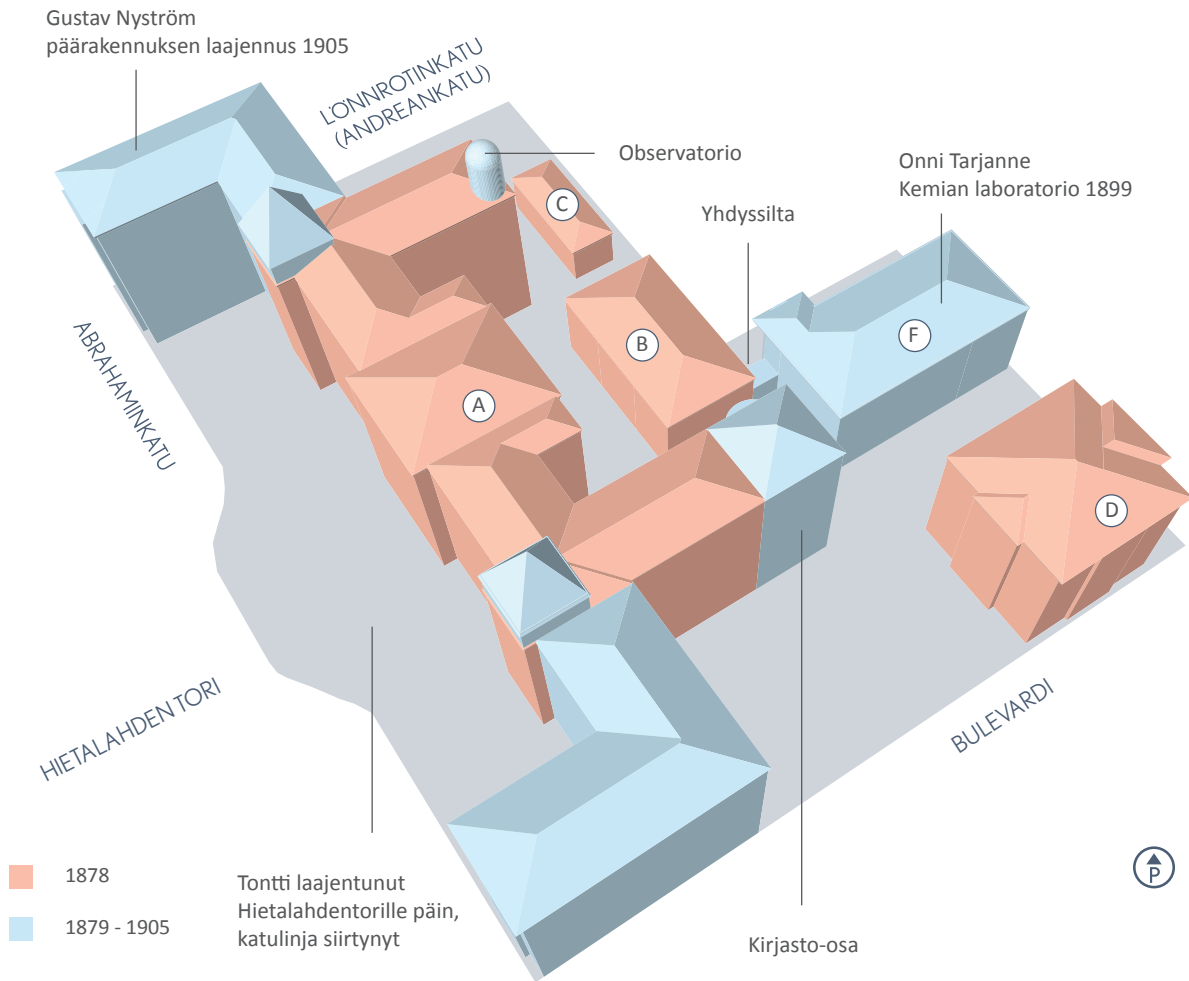 Gustav Nyström
päärakennuksen laajennus 1905
LÖNNROTINKATU
(ANDREANKATU)
Observatorio
Onni Tarjanne
Kemian laboratorio 1899
Yhdyssilta
C
B
F
A
D
ABRAHAMINKATU
HIETALAHDEN TORI
BULEVARDI
1878
1879 - 1905
Tontti laajentunut
Hietalahdentorille päin,
katulinja siirtynyt
Kirjasto-osa
P